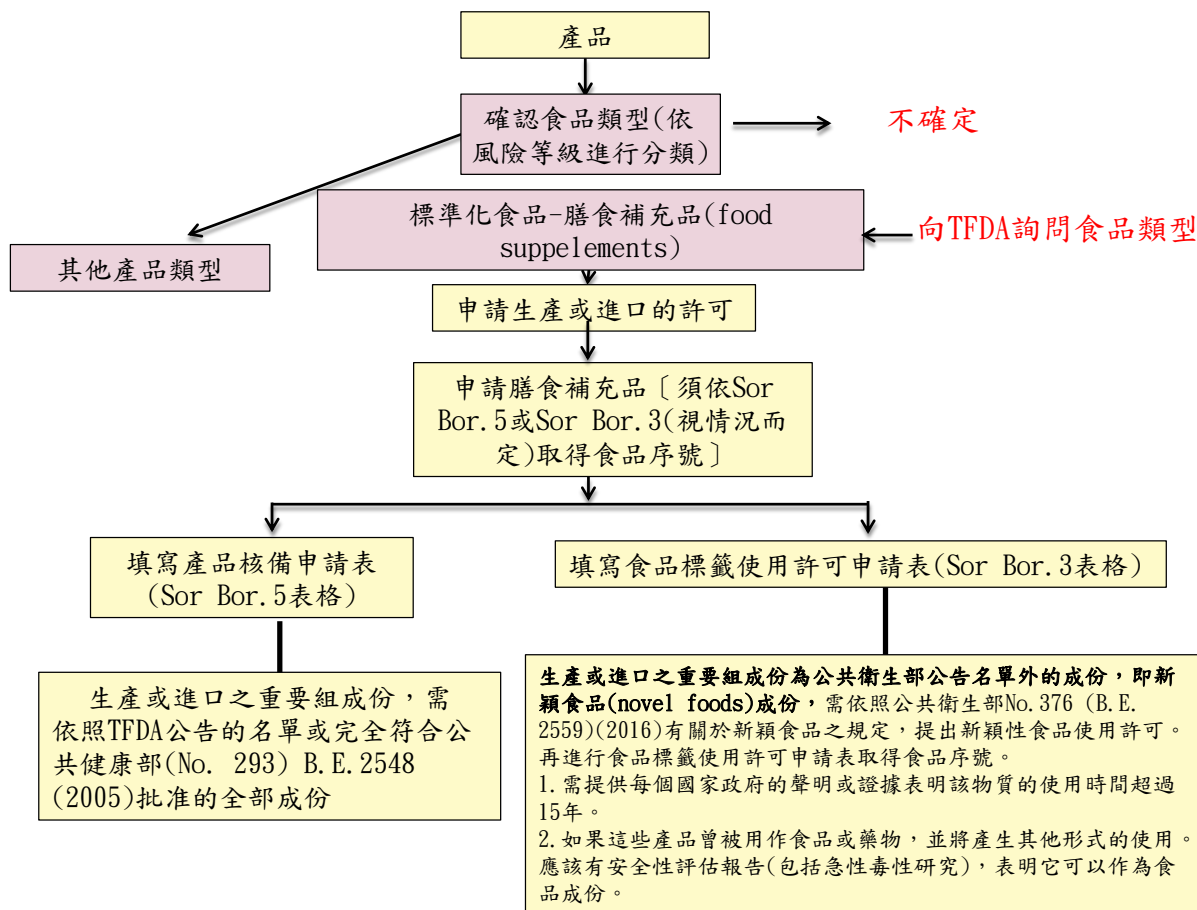 產品
確認食品類型(依
風險等級進行分類)
不確定
標準化食品-膳食補充品(food
suppelements)
向TFDA詢問食品類型
其他產品類型
申請生產或進口的許可
申請膳食補充品〔須依Sor
Bor.5或Sor Bor.3(視情況而
定)取得食品序號〕
填寫產品核備申請表
(Sor Bor.5表格)
填寫食品標籤使用許可申請表(Sor Bor.3表格)
生產或進口之重要組成份，需
依照TFDA公告的名單或完全符合公
共健康部(No. 293) B.E.2548
(2005)批准的全部成份
生產或進口之重要組成份為公共衛生部公告名單外的成份，即新
穎食品(novel foods)成份，需依照公共衛生部No.376 (B.E.
2559)(2016)有關於新穎食品之規定，提出新穎性食品使用許可。
再進行食品標籤使用許可申請表取得食品序號。
1.需提供每個國家政府的聲明或證據表明該物質的使用時間超過
15年。
2.如果這些產品曾被用作食品或藥物，並將產生其他形式的使用。
應該有安全性評估報告(包括急性毒性研究)，表明它可以作為食
品成份。